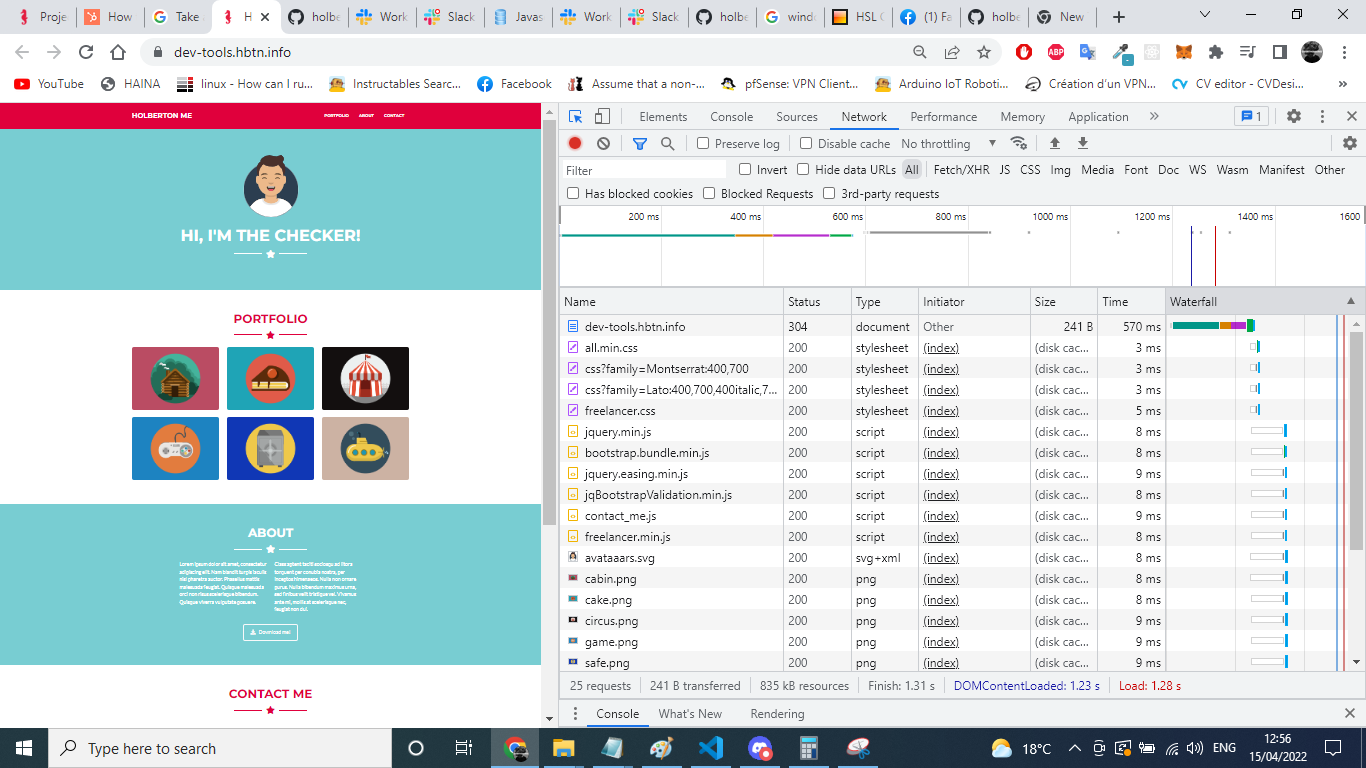 Proje
How
Take
H
holbe
Work
Slack
Javas
Work
Slack
holbe
wind
HSL C
(1) Fa
holbe
New
dev-tools.hbtn.info
YouTube
HAINA
linux - How can I ru...
Instructables Searc...
Facebook
Assume that a non-...
pfSense: VPN Client...
Arduino IoT Roboti...
Création d'un VPN...
CV editor - CVDesi...
»
HOLBERTON ME
PORTFOLIO ABOUT CONTACT
HI, I'M THE CHECKER!
PORTFOLIO
ABOUT
Lorem ipsum dolor sit amet, consectetur
Download me!
CONTACT ME
Elements Console Sources Network Performance Memory Application » 1
Preserve log Disable cache No throttling
Filter Invert Hide data URLs All Fetch/XHR JS CSS Img Media Font Doc WS Wasm Manifest Other
Has blocked cookies Blocked Requests 3rd-party requests
200 ms 400 ms 600 ms 800 ms 1000 ms 1200 ms 1400 ms 1600
Name Status Type Initiator Size Time Waterfall
dev-tools.hbtn.info 304 document Other 241 B 570 ms
all.min.css 200 stylesheet (index) (disk cac... 3 ms
css?family=Montserrat:400,700 200 stylesheet (index) (disk cac... 3 ms
css?family=Lato:400,700,400italic,7... 200 stylesheet (index) (disk cac... 3 ms
freelancer.css 200 stylesheet (index) (disk cac... 5 ms
jquery.min.js 200 script (index) (disk cac... 8 ms
bootstrap.bundle.min.js 200 script (index) (disk cac... 8 ms
jquery.easing.min.js 200 script (index) (disk cac... 9 ms
jqBootstrapValidation.min.js 200 script (index) (disk cac... 8 ms
contact_me.js 200 script (index) (disk cac... 9 ms
freelancer.min.js 200 script (index) (disk cac... 8 ms
avataaars.svg 200 svg+xml (index) (disk cac... 8 ms
cabin.png 200 png (index) (disk cac... 8 ms
cake.png 200 png (index) (disk cac... 8 ms
circus.png 200 png (index) (disk cac... 9 ms
game.png 200 png (index) (disk cac... 9 ms
safe.png 200 png (index) (disk cac... 9 ms
25 requests 241 B transferred 835 kB resources Finish: 1.31 s DOMContentLoaded: 1.23 s Load: 1.28 s
Console What's New Rendering
Type here to search
18°C
ENG
12:56
15/04/2022